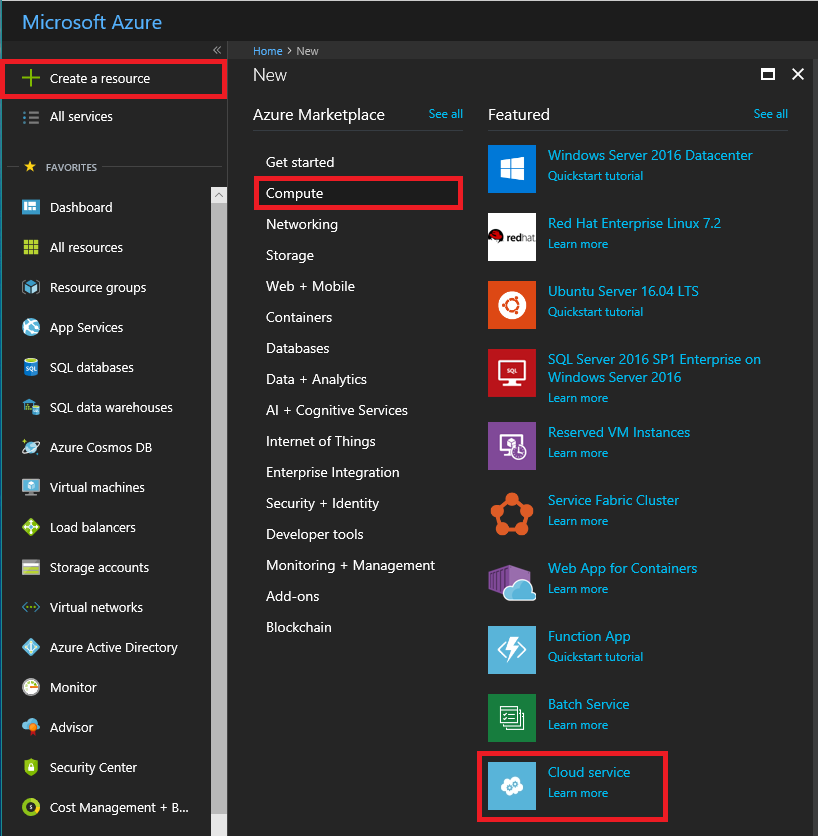 Microsoft Azure
«
Create a resource
All services
FAVORITES
Dashboard
All resources
Resource groups
App Services
SQL databases
SQL data warehouses
Azure Cosmos DB
Virtual machines
Load balancers
Storage accounts
Virtual networks
Azure Active Directory
Monitor
Advisor
Security Center
Cost Management + B...
Home > New
New
Azure Marketplace
See all
Get started
Compute
Networking
Storage
Web + Mobile
Containers
Databases
Data + Analytics
AI + Cognitive Services
Internet of Things
Enterprise Integration
Security + Identity
Developer tools
Monitoring + Management
Add-ons
Blockchain
Featured
See all
Windows Server 2016 Datacenter
Quickstart tutorial
redhat
Red Hat Enterprise Linux 7.2
Learn more
Ubuntu Server 16.04 LTS
Quickstart tutorial
SQL
SQL Server 2016 SP1 Enterprise on
Windows Server 2016
Learn more
Reserved VM Instances
Learn more
Service Fabric Cluster
Learn more
Web App for Containers
Learn more
Function App
Quickstart tutorial
Batch Service
Learn more
Cloud service
Learn more